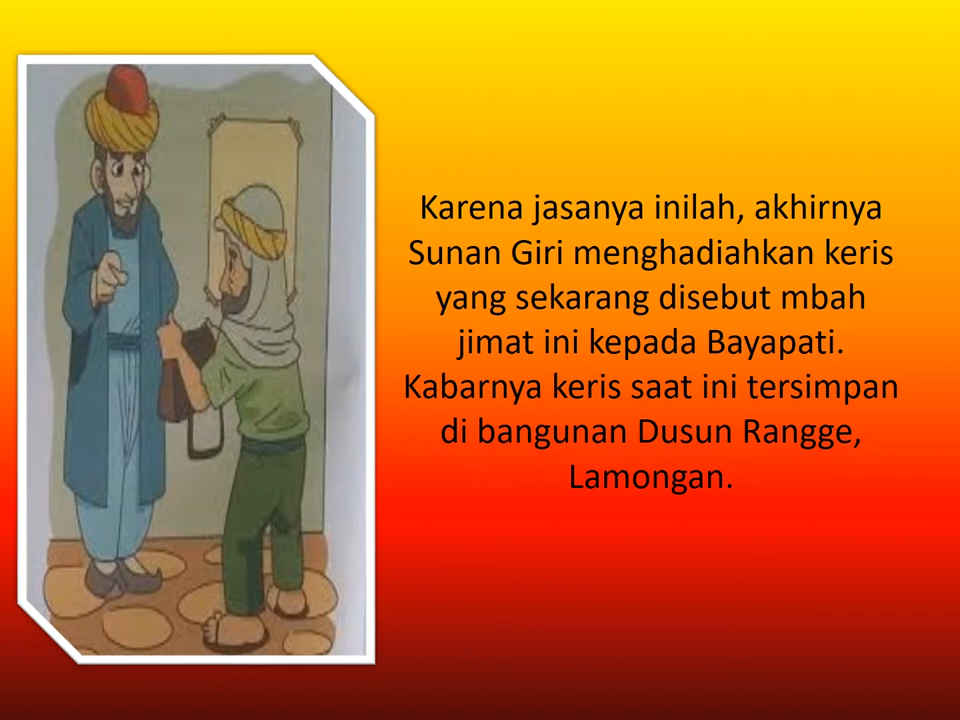 Karena jasanya inilah, akhirnya
Sunan Giri menghadiahkan keris
yang sekarang disebut mbah
jimat ini kepada Bayapati.
Kabarnya keris saat ini tersimpan
di bangunan Dusun Rangge,
Lamongan.